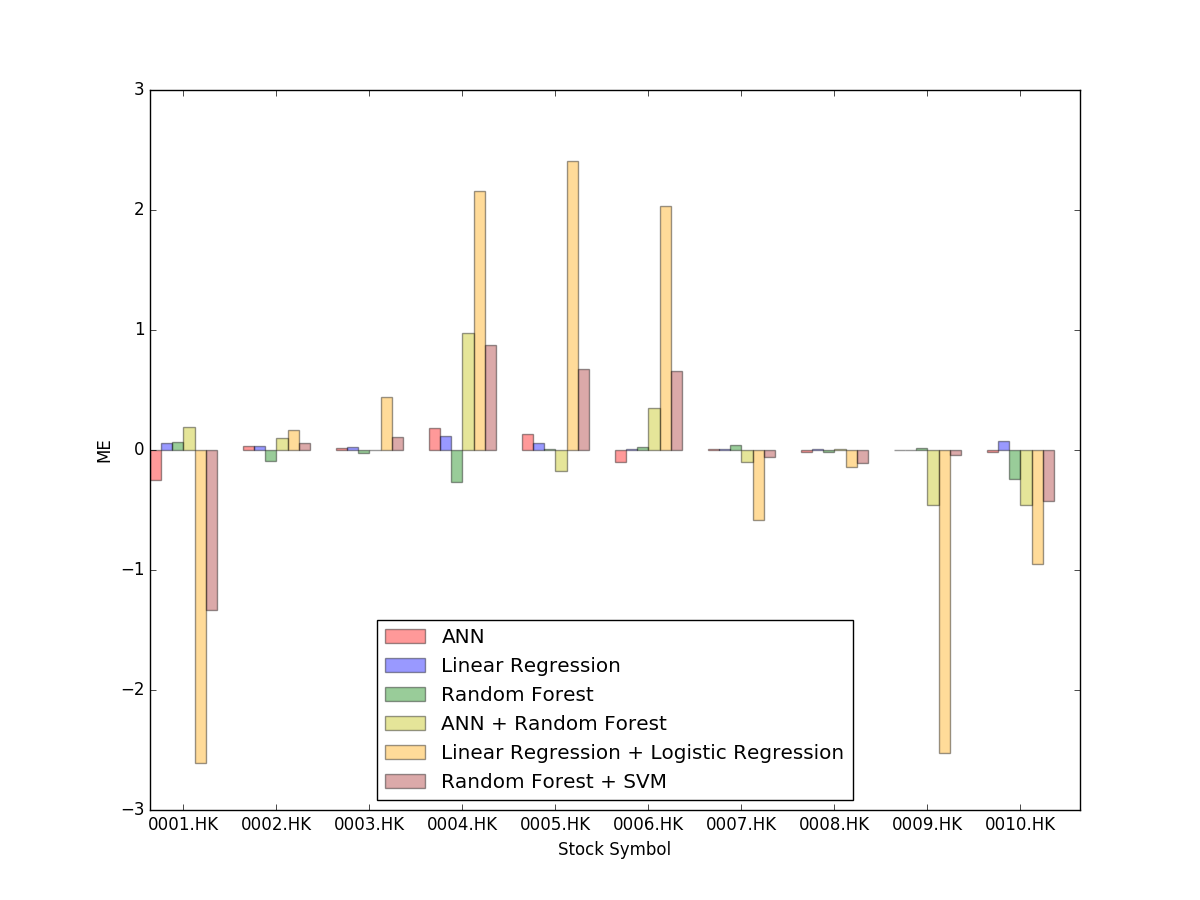 3
2
1
0
−1
−2
−3
ME
ANN
Linear Regression
Random Forest
ANN + Random Forest
Linear Regression + Logistic Regression
Random Forest + SVM
0001.HK 0002.HK 0003.HK 0004.HK 0005.HK 0006.HK 0007.HK 0008.HK 0009.HK 0010.HK
Stock Symbol